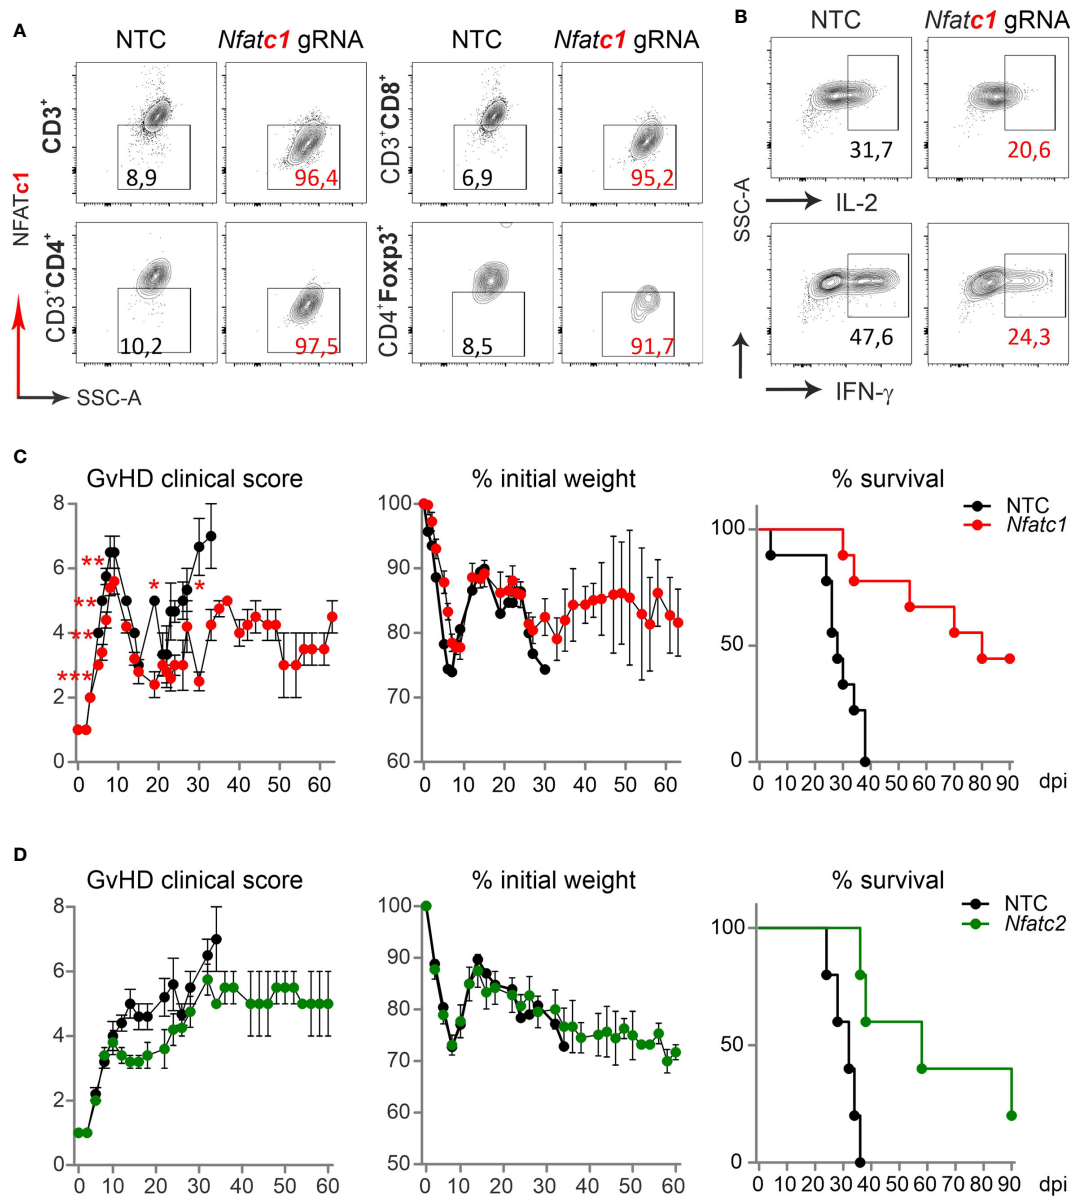 A
NTC Nfatc1 gRNA NTC Nfatc1 gRNA
CD3+
8,9
96,4
CD3+CD8+
6,9
95,2
CD3+CD4+
10,2
97,5
CD4+Foxp3+
8,5
91,7
NFATc1
SSC-A
B
NTC Nfatc1 gRNA
31,7
20,6
IL-2
SSC-A
47,6
24,3
IFN-γ
C
GvHD clinical score
8
6
4
2
0
** 
**
**
***
*
*
0 10 20 30 40 50 60
% initial weight
100
90
80
70
60
0 10 20 30 40 50 60
% survival
NTC
Nfatc1
100
50
0
0 10 20 30 40 50 60 70 80 90 dpi
D
GvHD clinical score
8
6
4
2
0
0 10 20 30 40 50 60
% initial weight
100
90
80
70
60
50
0 10 20 30 40 50 60
% survival
NTC
Nfatc2
100
50
0
0 10 20 30 40 50 60 70 80 90 dpi